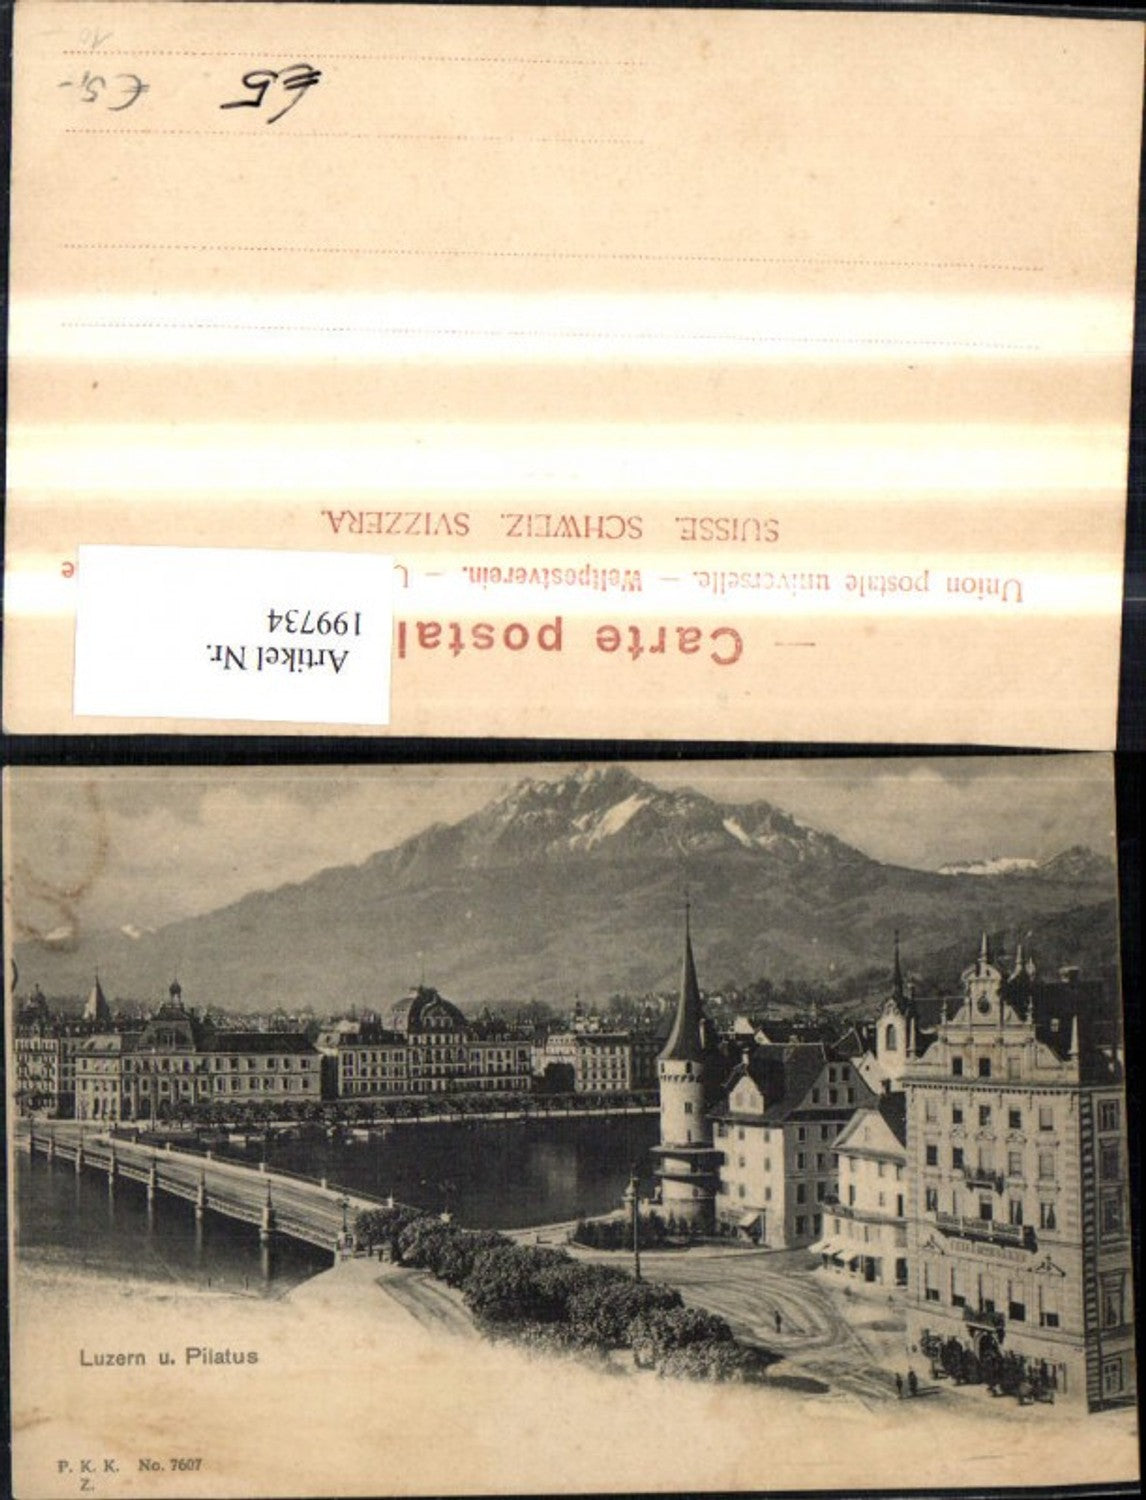 €5,-
€5
SUISSE. SCHWEIZ. SVIZZERA.
Union postale universelle. – Weltpostverein. –
– Carte postal
Artikel Nr.
199734
Luzern u. Pilatus
P. K. K. No. 7607
Z.